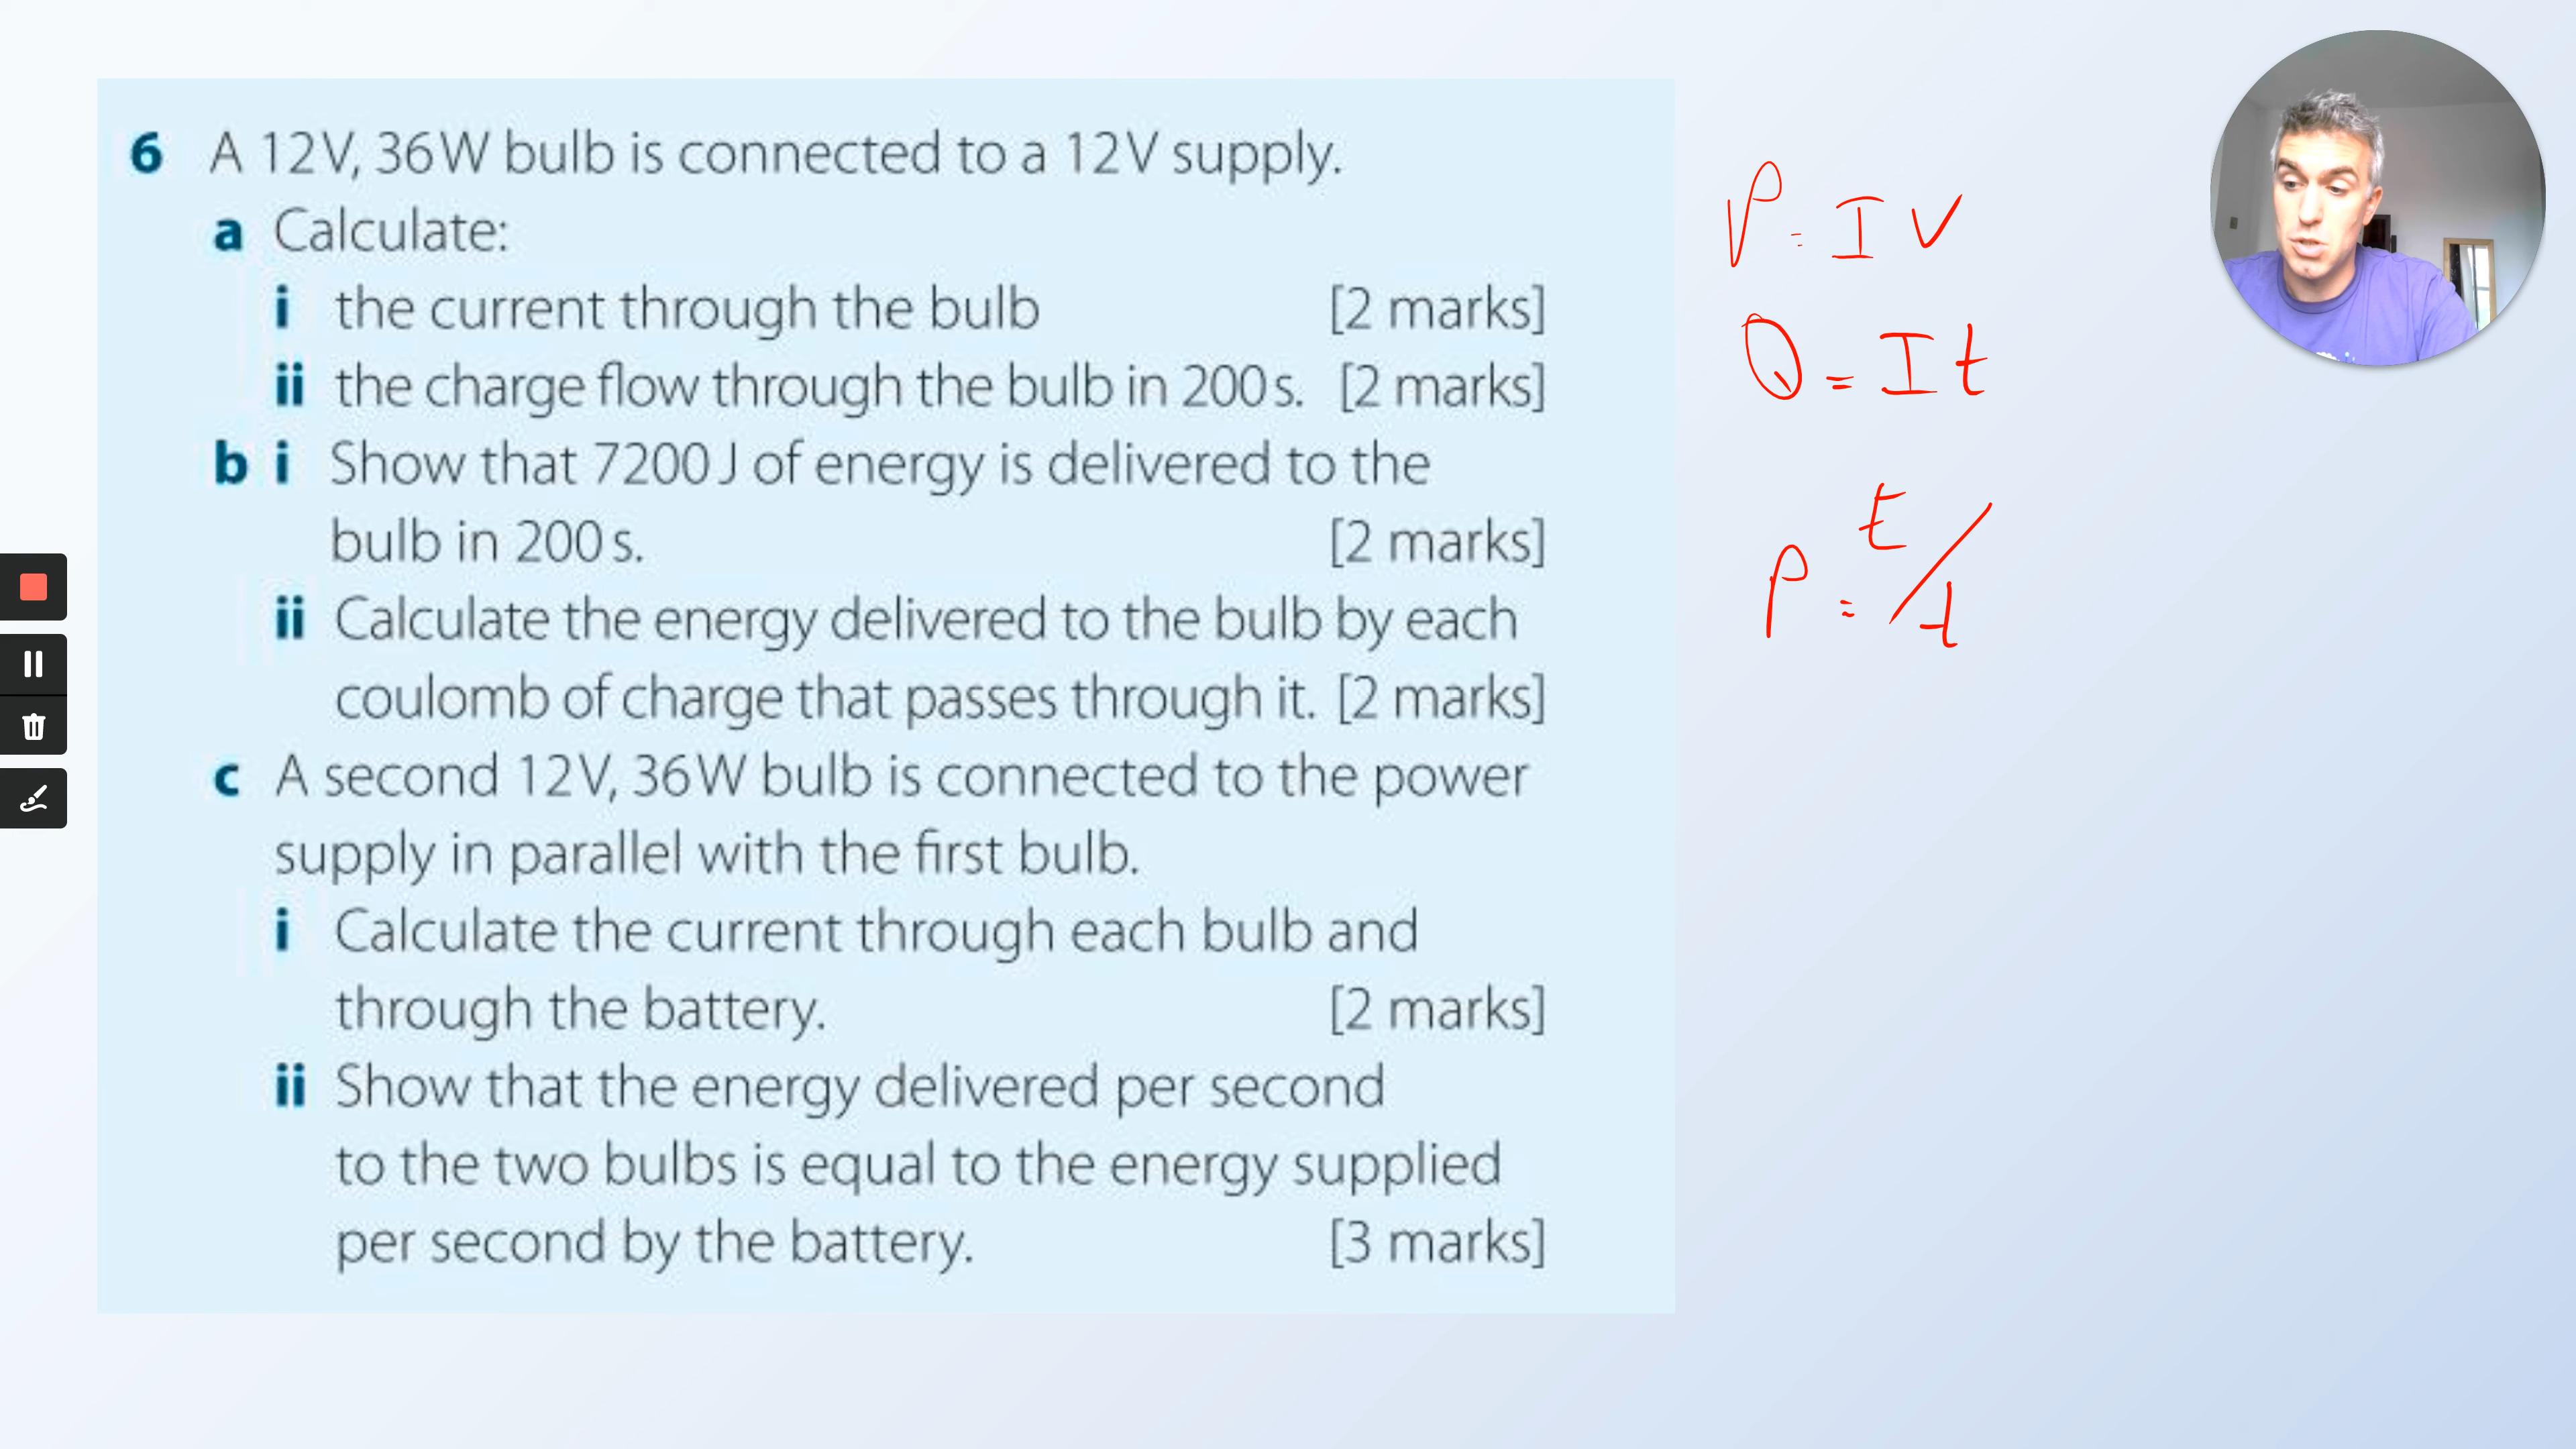 6 A 12V, 36W bulb is connected to a 12V supply.
a Calculate:
i the current through the bulb [2 marks]
ii the charge flow through the bulb in 200s. [2 marks]
b i Show that 7200J of energy is delivered to the
bulb in 200s. [2 marks]
ii Calculate the energy delivered to the bulb by each
coulomb of charge that passes through it. [2 marks]
c A second 12V, 36W bulb is connected to the power
supply in parallel with the first bulb.
i Calculate the current through each bulb and
through the battery. [2 marks]
ii Show that the energy delivered per second
to the two bulbs is equal to the energy supplied
per second by the battery. [3 marks]
P = I V
Q = I t
P = E / t